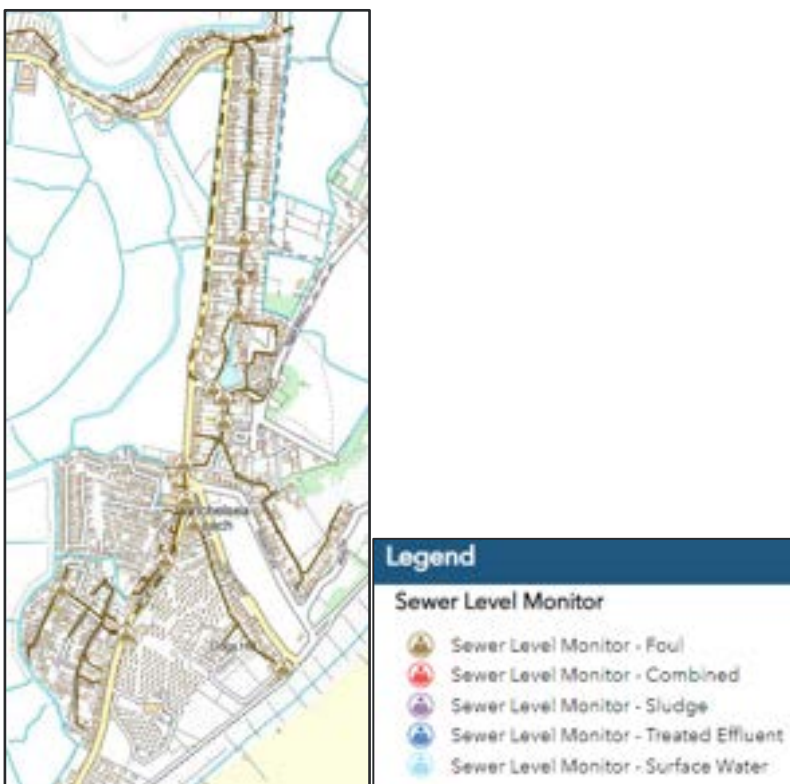 Legend
Sewer Level Monitor
Sewer Level Monitor - Foul
Sewer Level Monitor - Combined
Sewer Level Monitor - Sludge
Sewer Level Monitor - Treated Effluent
Sewer Level Monitor - Surface Water